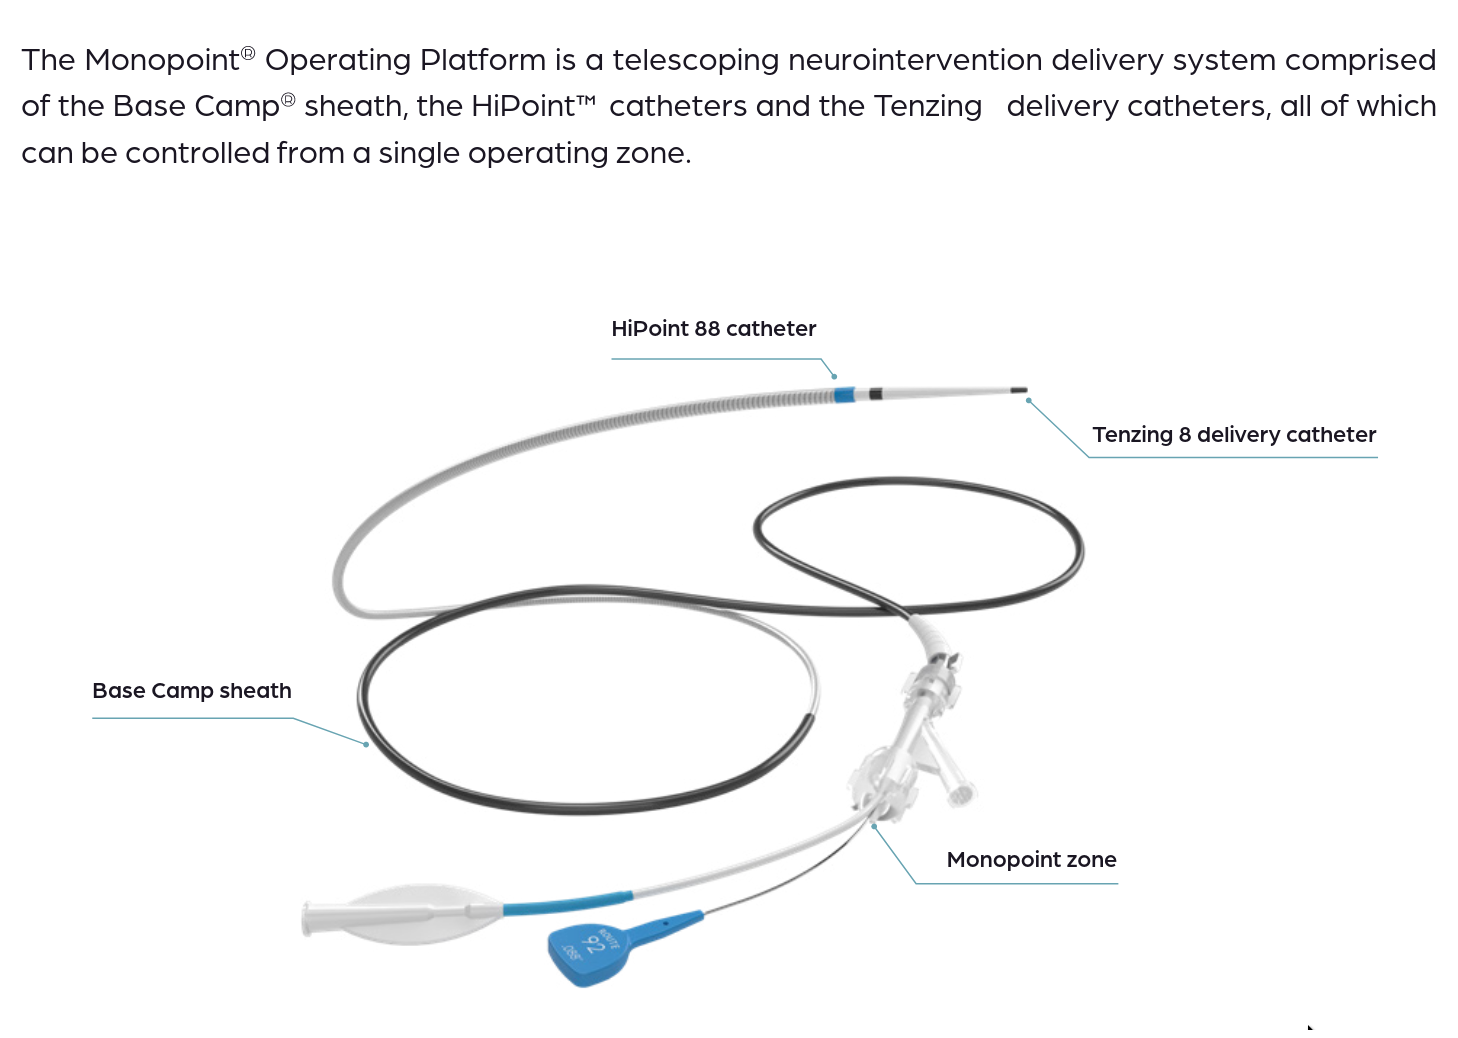 The Monopoint® Operating Platform is a telescoping neurointervention delivery system comprised
of the Base Camp® sheath, the HiPoint™ catheters and the Tenzing delivery catheters, all of which
can be controlled from a single operating zone.
HiPoint 88 catheter
Tenzing 8 delivery catheter
Base Camp sheath
Monopoint zone
ROUTE
92
.088"